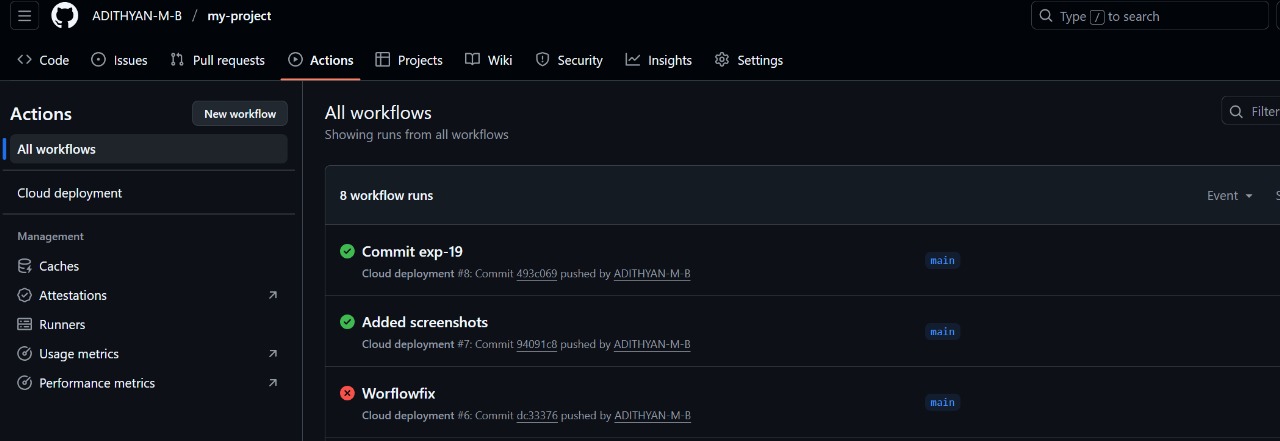 ADITHYAN-M-B / my-project
Type / to search
Code Issues Pull requests Actions Projects Wiki Security Insights Settings
Actions
New workflow
All workflows
Cloud deployment
Management
Caches
Attestations
Runners
Usage metrics
Performance metrics
All workflows
Showing runs from all workflows
Filter
8 workflow runs
Event
Commit exp-19
Cloud deployment #8: Commit 493c069 pushed by ADITHYAN-M-B
main
Added screenshots
Cloud deployment #7: Commit 94091c8 pushed by ADITHYAN-M-B
main
Worflowfix
Cloud deployment #6: Commit dc33376 pushed by ADITHYAN-M-B
main